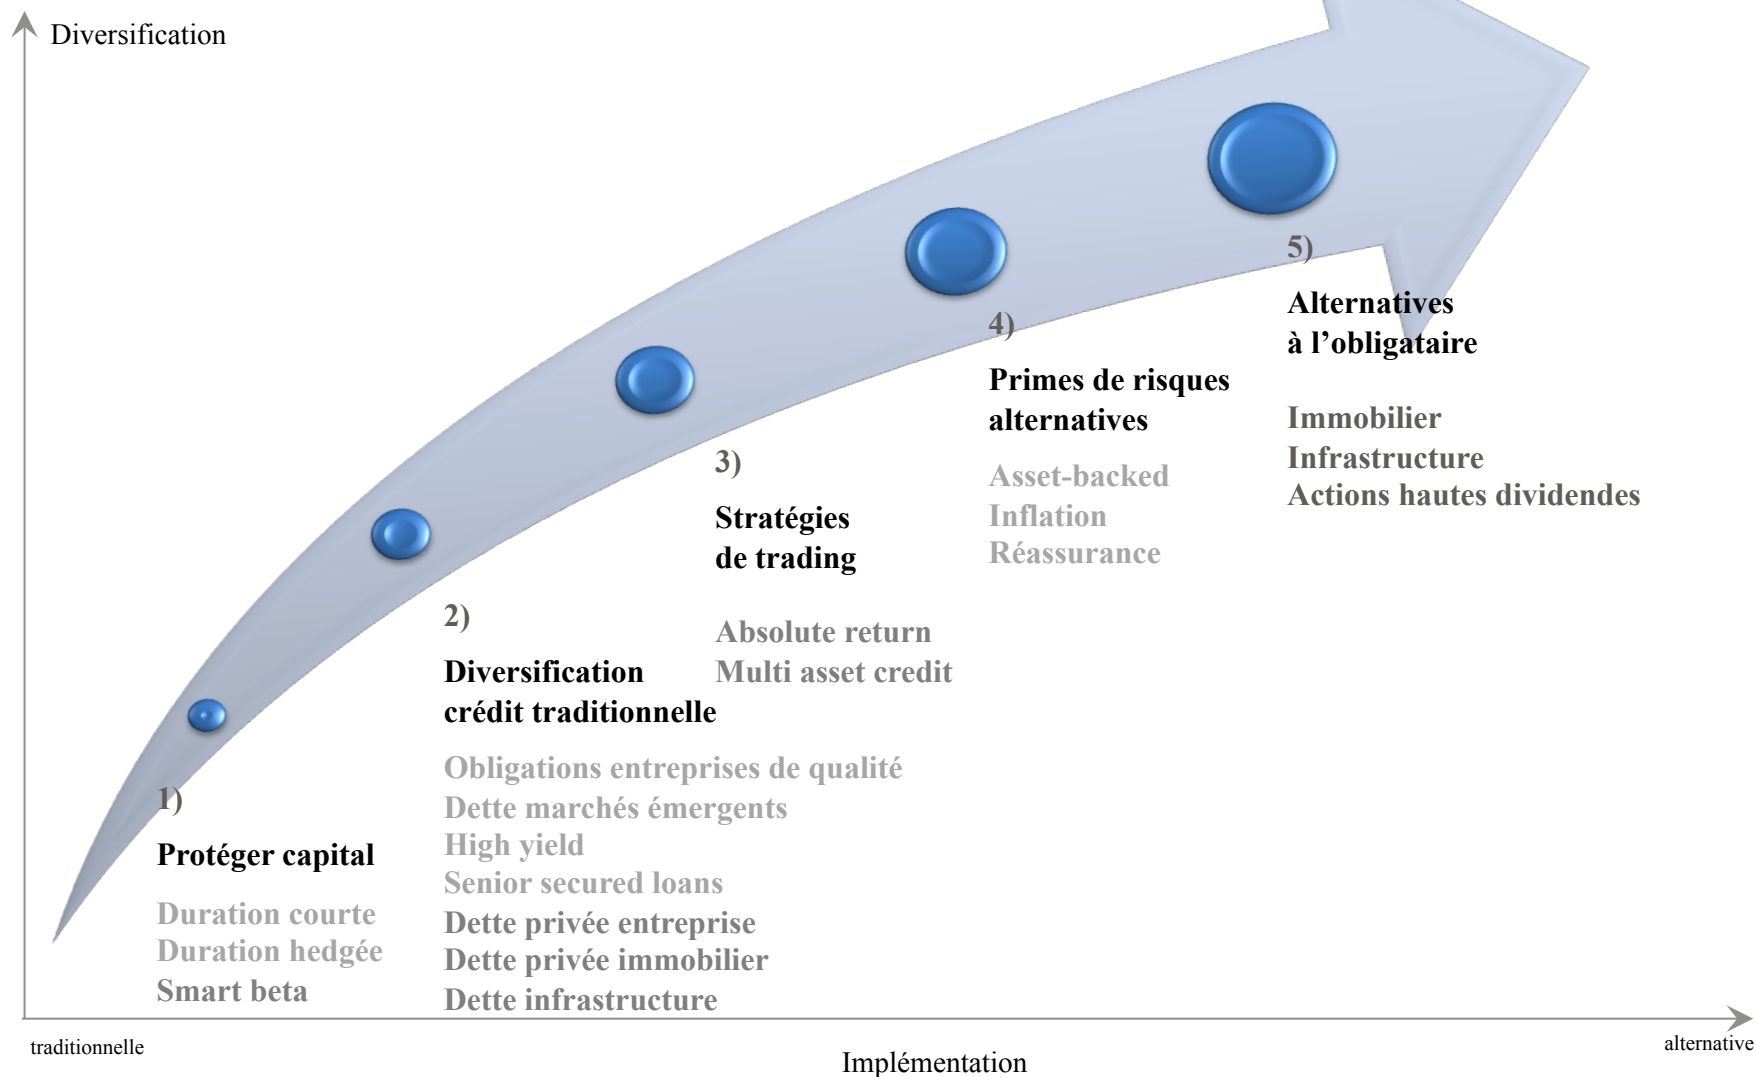 Diversification
1)
Protéger capital
Duration courte
Duration hedgée
Smart beta
2)
Diversification
crédit traditionnelle
Obligations entreprises de qualité
Dette marchés émergents
High yield
Senior secured loans
Dette privée entreprise
Dette privée immobilier
Dette infrastructure
3)
Stratégies
de trading
Absolute return
Multi asset credit
4)
Primes de risques
alternatives
Asset-backed
Inflation
Réassurance
5)
Alternatives
à l’obligataire
Immobilier
Infrastructure
Actions hautes dividendes
traditionnelle
Implémentation
alternative